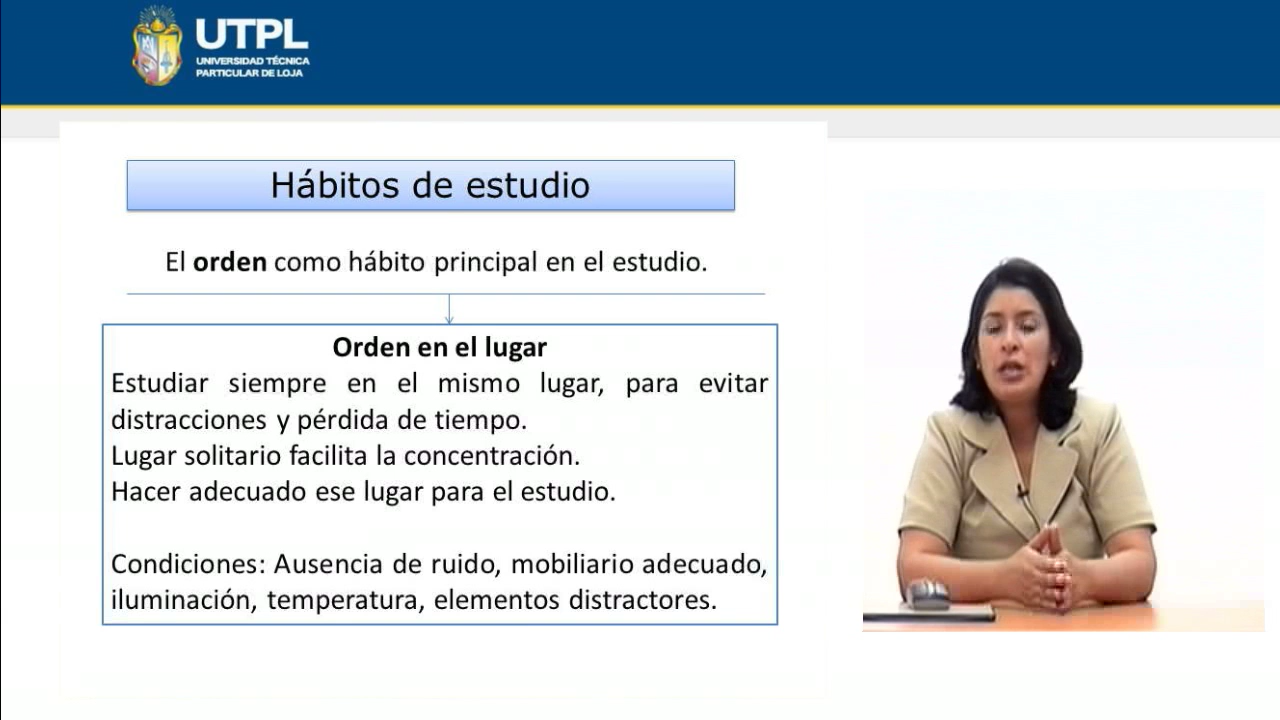 UTPL
UNIVERSIDAD TÉCNICA
PARTICULAR DE LOJA
Hábitos de estudio
El orden como hábito principal en el estudio.
Orden en el lugar
Estudiar siempre en el mismo lugar, para evitar
distracciones y pérdida de tiempo.
Lugar solitario facilita la concentración.
Hacer adecuado ese lugar para el estudio.
Condiciones: Ausencia de ruido, mobiliario adecuado,
iluminación, temperatura, elementos distractores.